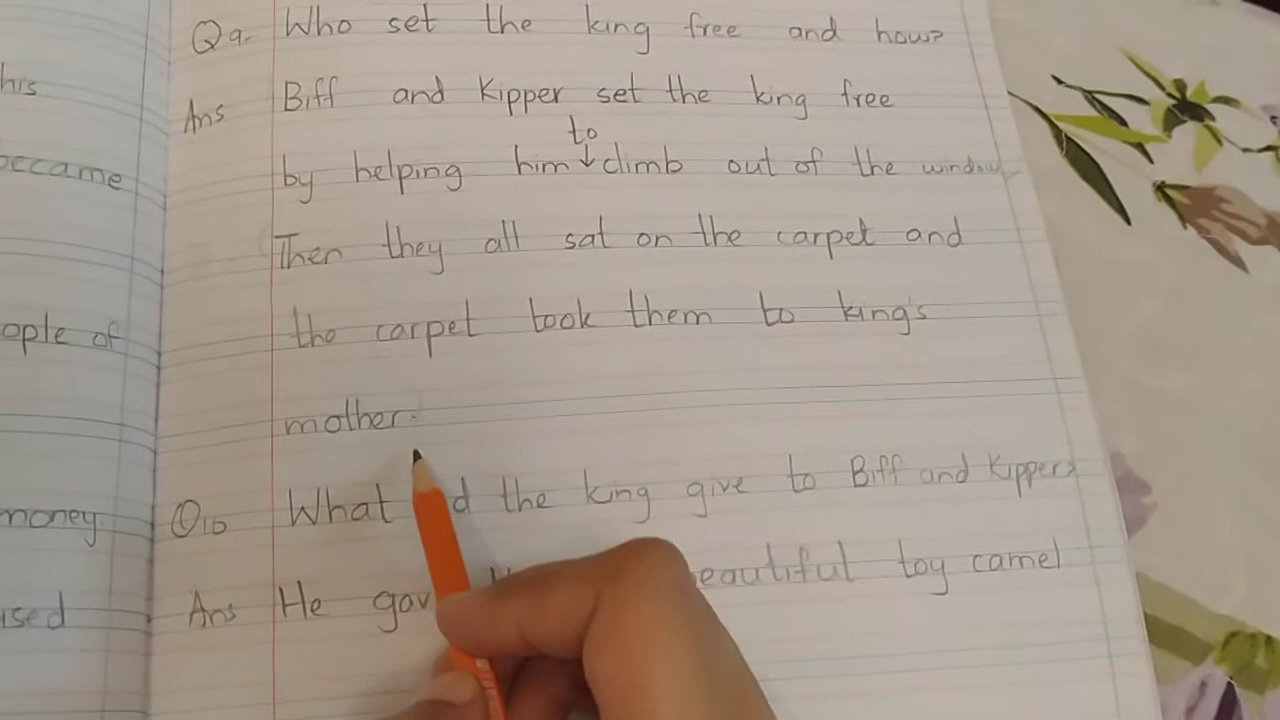 his
became
ople of
money
ised
Q9. Who set the king free and how?
Ans Biff and Kipper set the king free
to
by helping him ↓ climb out of the window
Then they all sat on the carpet and
the carpet took them to king's
mother.
Q10 What d the king give to Biff and Kipper?
Ans He gav eautiful toy camel